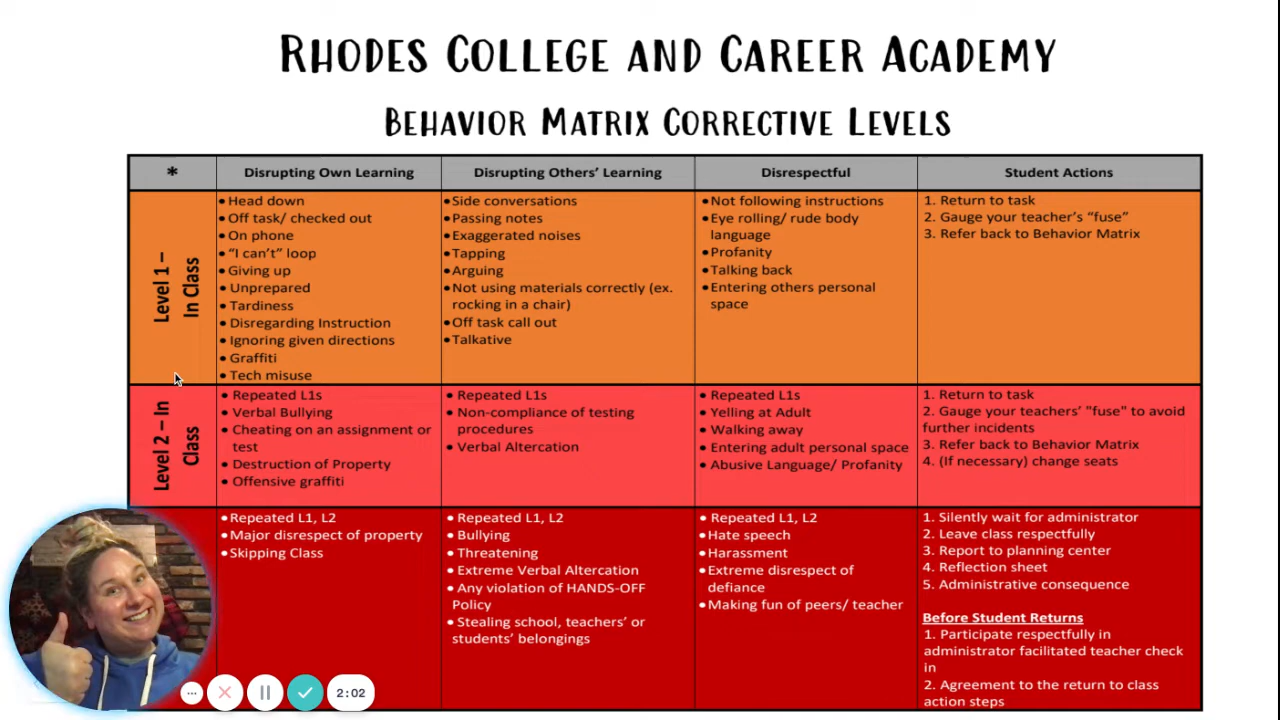 Rhodes College and Career Academy
Behavior Matrix Corrective Levels
* Disrupting Own Learning Disrupting Others' Learning Disrespectful Student Actions
Level 1 –
In Class
• Head down
• Off task/ checked out
• On phone
• "I can't" loop
• Giving up
• Unprepared
• Tardiness
• Disregarding Instruction
• Ignoring given directions
• Graffiti
• Tech misuse
• Side conversations
• Passing notes
• Exaggerated noises
• Tapping
• Arguing
• Not using materials correctly (ex.
rocking in a chair)
• Off task call out
• Talkative
• Not following instructions
• Eye rolling/ rude body
language
• Profanity
• Talking back
• Entering others personal
space
1. Return to task
2. Gauge your teacher's "fuse"
3. Refer back to Behavior Matrix
Level 2 – In
Class
• Repeated L1s
• Verbal Bullying
• Cheating on an assignment or
test
• Destruction of Property
• Offensive graffiti
• Repeated L1s
• Non-compliance of testing
procedures
• Verbal Altercation
• Repeated L1s
• Yelling at Adult
• Walking away
• Entering adult personal space
• Abusive Language/ Profanity
1. Return to task
2. Gauge your teachers' "fuse" to avoid
further incidents
3. Refer back to Behavior Matrix
4. (If necessary) change seats
• Repeated L1, L2
• Major disrespect of property
• Skipping Class
• Repeated L1, L2
• Bullying
• Threatening
• Extreme Verbal Altercation
• Any violation of HANDS-OFF
Policy
• Stealing school, teachers' or
students' belongings
• Repeated L1, L2
• Hate speech
• Harassment
• Extreme disrespect of
defiance
• Making fun of peers/ teacher
1. Silently wait for administrator
2. Leave class respectfully
3. Report to planning center
4. Reflection sheet
5. Administrative consequence
Before Student Returns
1. Participate respectfully in
administrator facilitated teacher check
in
2. Agreement to the return to class
action steps
2:02